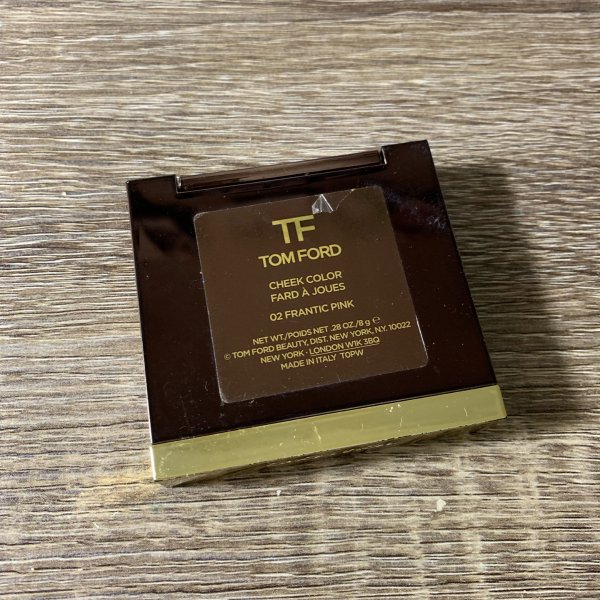 TF
TOM FORD
CHEEK COLOR
FARD À JOUES
02 FRANTIC PINK
NET WT./POIDS NET .28 OZ./8 g ℮
© TOM FORD BEAUTY, DIST. NEW YORK, N.Y. 10022
NEW YORK · LONDON W1K 3BQ
MADE IN ITALY T0PW